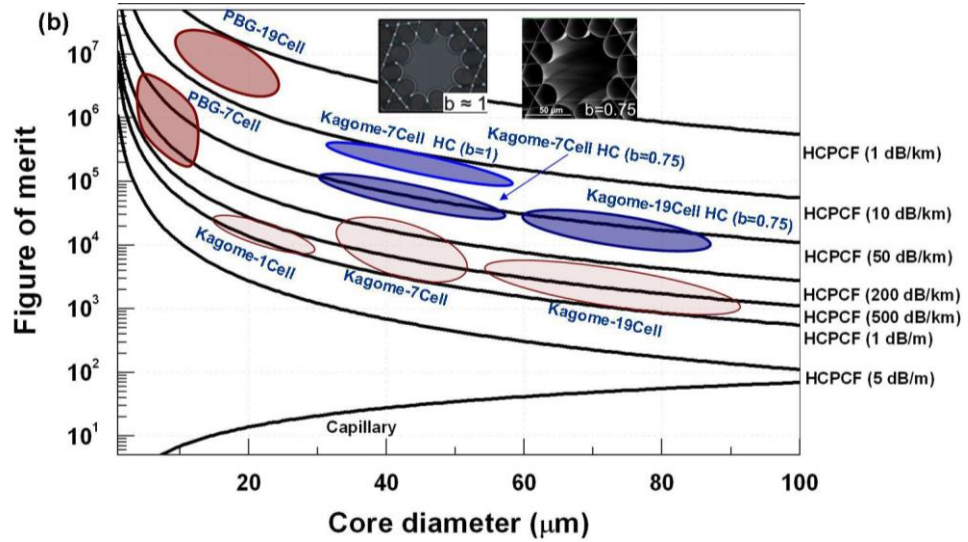 (b)
10⁷
10⁶
10⁵
10⁴
10³
10²
10¹
Figure of merit
PBG-19Cell
PBG-7Cell
b ≈ 1
50 µm
b=0.75
Kagome-7Cell HC (b=1)
Kagome-7Cell HC (b=0.75)
Kagome-19Cell HC (b=0.75)
Kagome-1Cell
Kagome-7Cell
Kagome-19Cell
Capillary
HCPCF (1 dB/km)
HCPCF (10 dB/km)
HCPCF (50 dB/km)
HCPCF (200 dB/km)
HCPCF (500 dB/km)
HCPCF (1 dB/m)
HCPCF (5 dB/m)
20 40 60 80 100
Core diameter (µm)